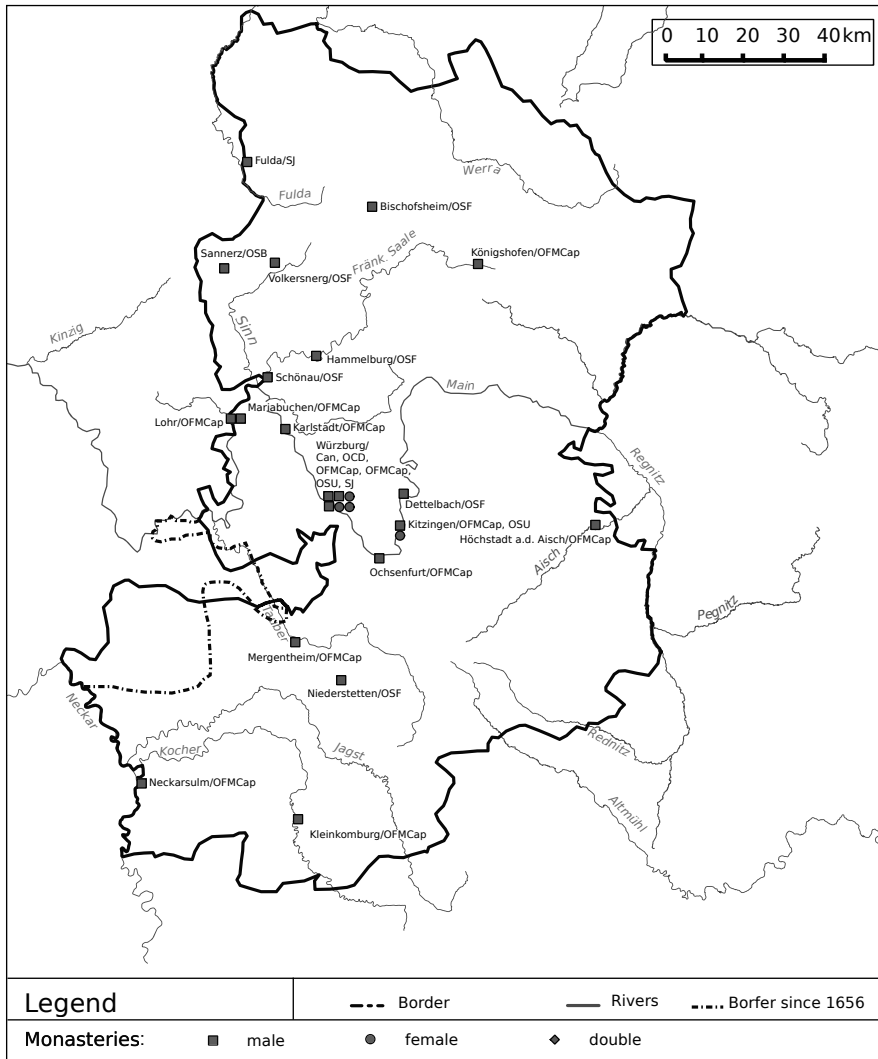 0 10 20 30 40 km
Fulda/SJ
Werra
Fulda
Bischofsheim/OSF
Sannerz/OSB
Königshofen/OFMCap
Fränk. Saale
Volkersnerg/OSF
Kinzig
Sinn
Hammelburg/OSF
Schönau/OSF
Main
Mariabuchen/OFMCap
Lohr/OFMCap
Karlstadt/OFMCap
Würzburg/
Can, OCD,
OFMCap, OFMCap,
OSU, SJ
Regnitz
Dettelbach/OSF
Kitzingen/OFMCap, OSU
Höchstadt a.d. Aisch/OFMCap
Aisch
Ochsenfurt/OFMCap
Pegnitz
Tauber
Mergentheim/OFMCap
Niederstetten/OSF
Neckar
Kocher
Jagst
Rednitz
Neckarsulm/OFMCap
Altmühl
Kleinkomburg/OFMCap
Legend
Border
Rivers
Borfer since 1656
Monasteries:
male
female
double